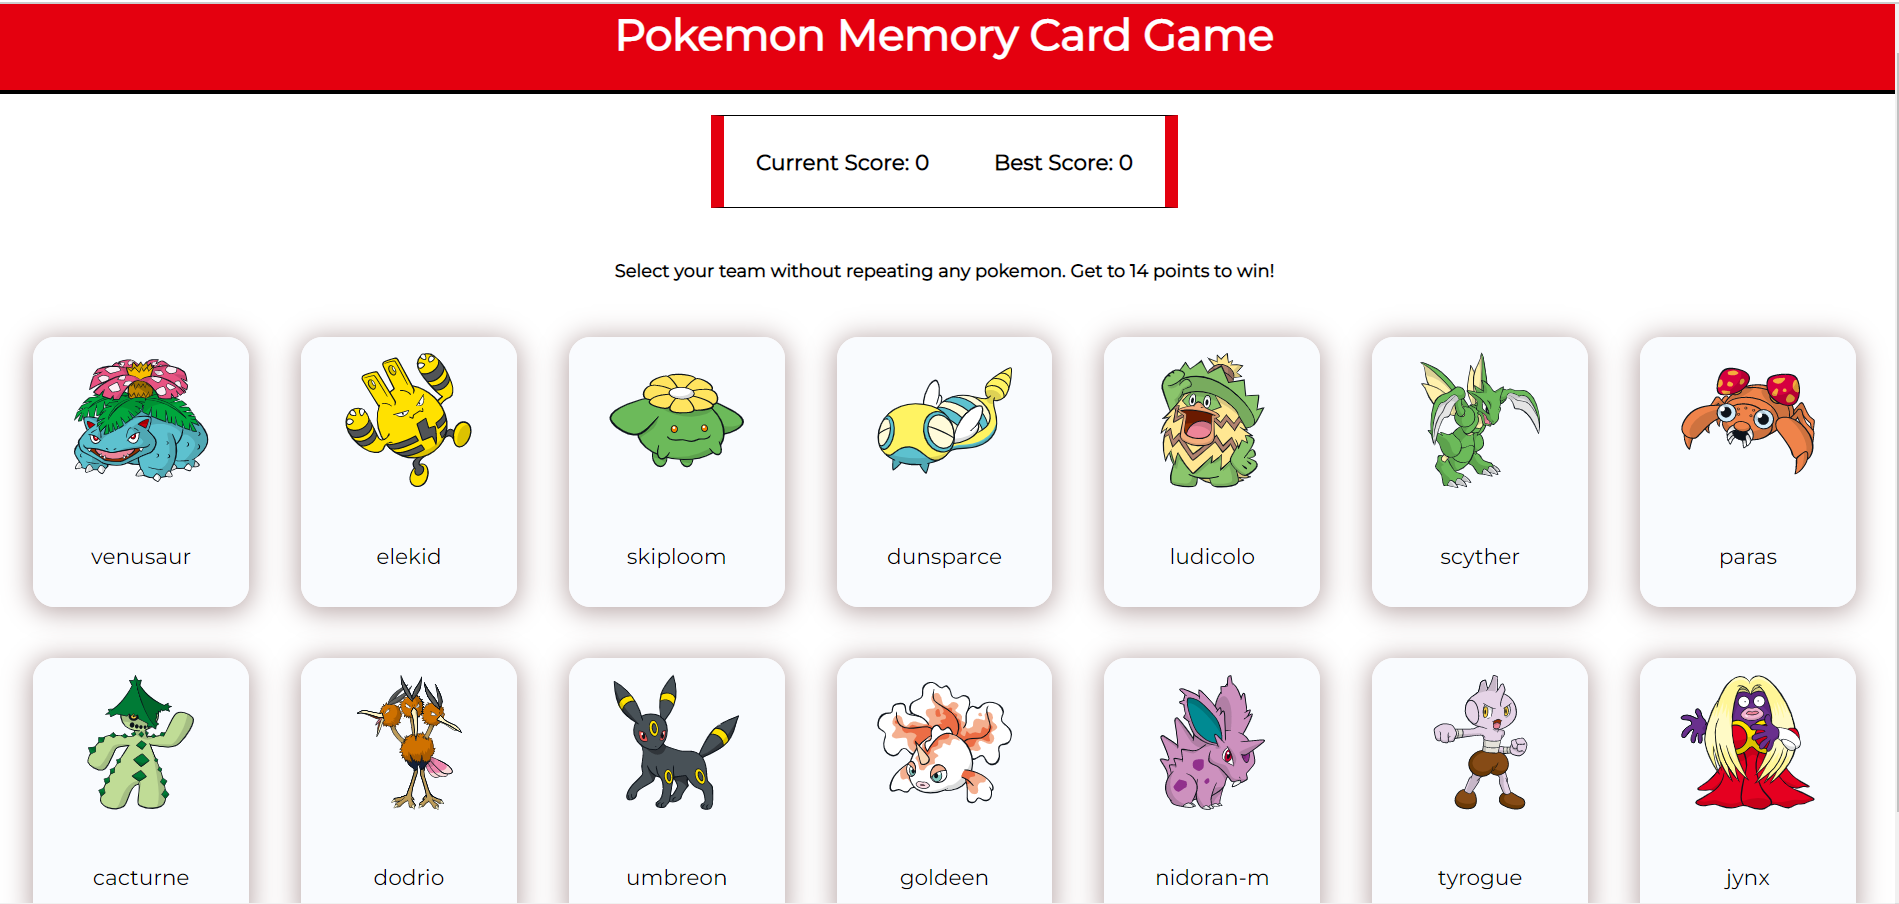 Pokemon Memory Card Game
Current Score: 0 Best Score: 0
Select your team without repeating any pokemon. Get to 14 points to win!
venusaur elekid skiploom dunsparce ludicolo scyther paras
cacturne dodrio umbreon goldeen nidoran-m tyrogue jynx